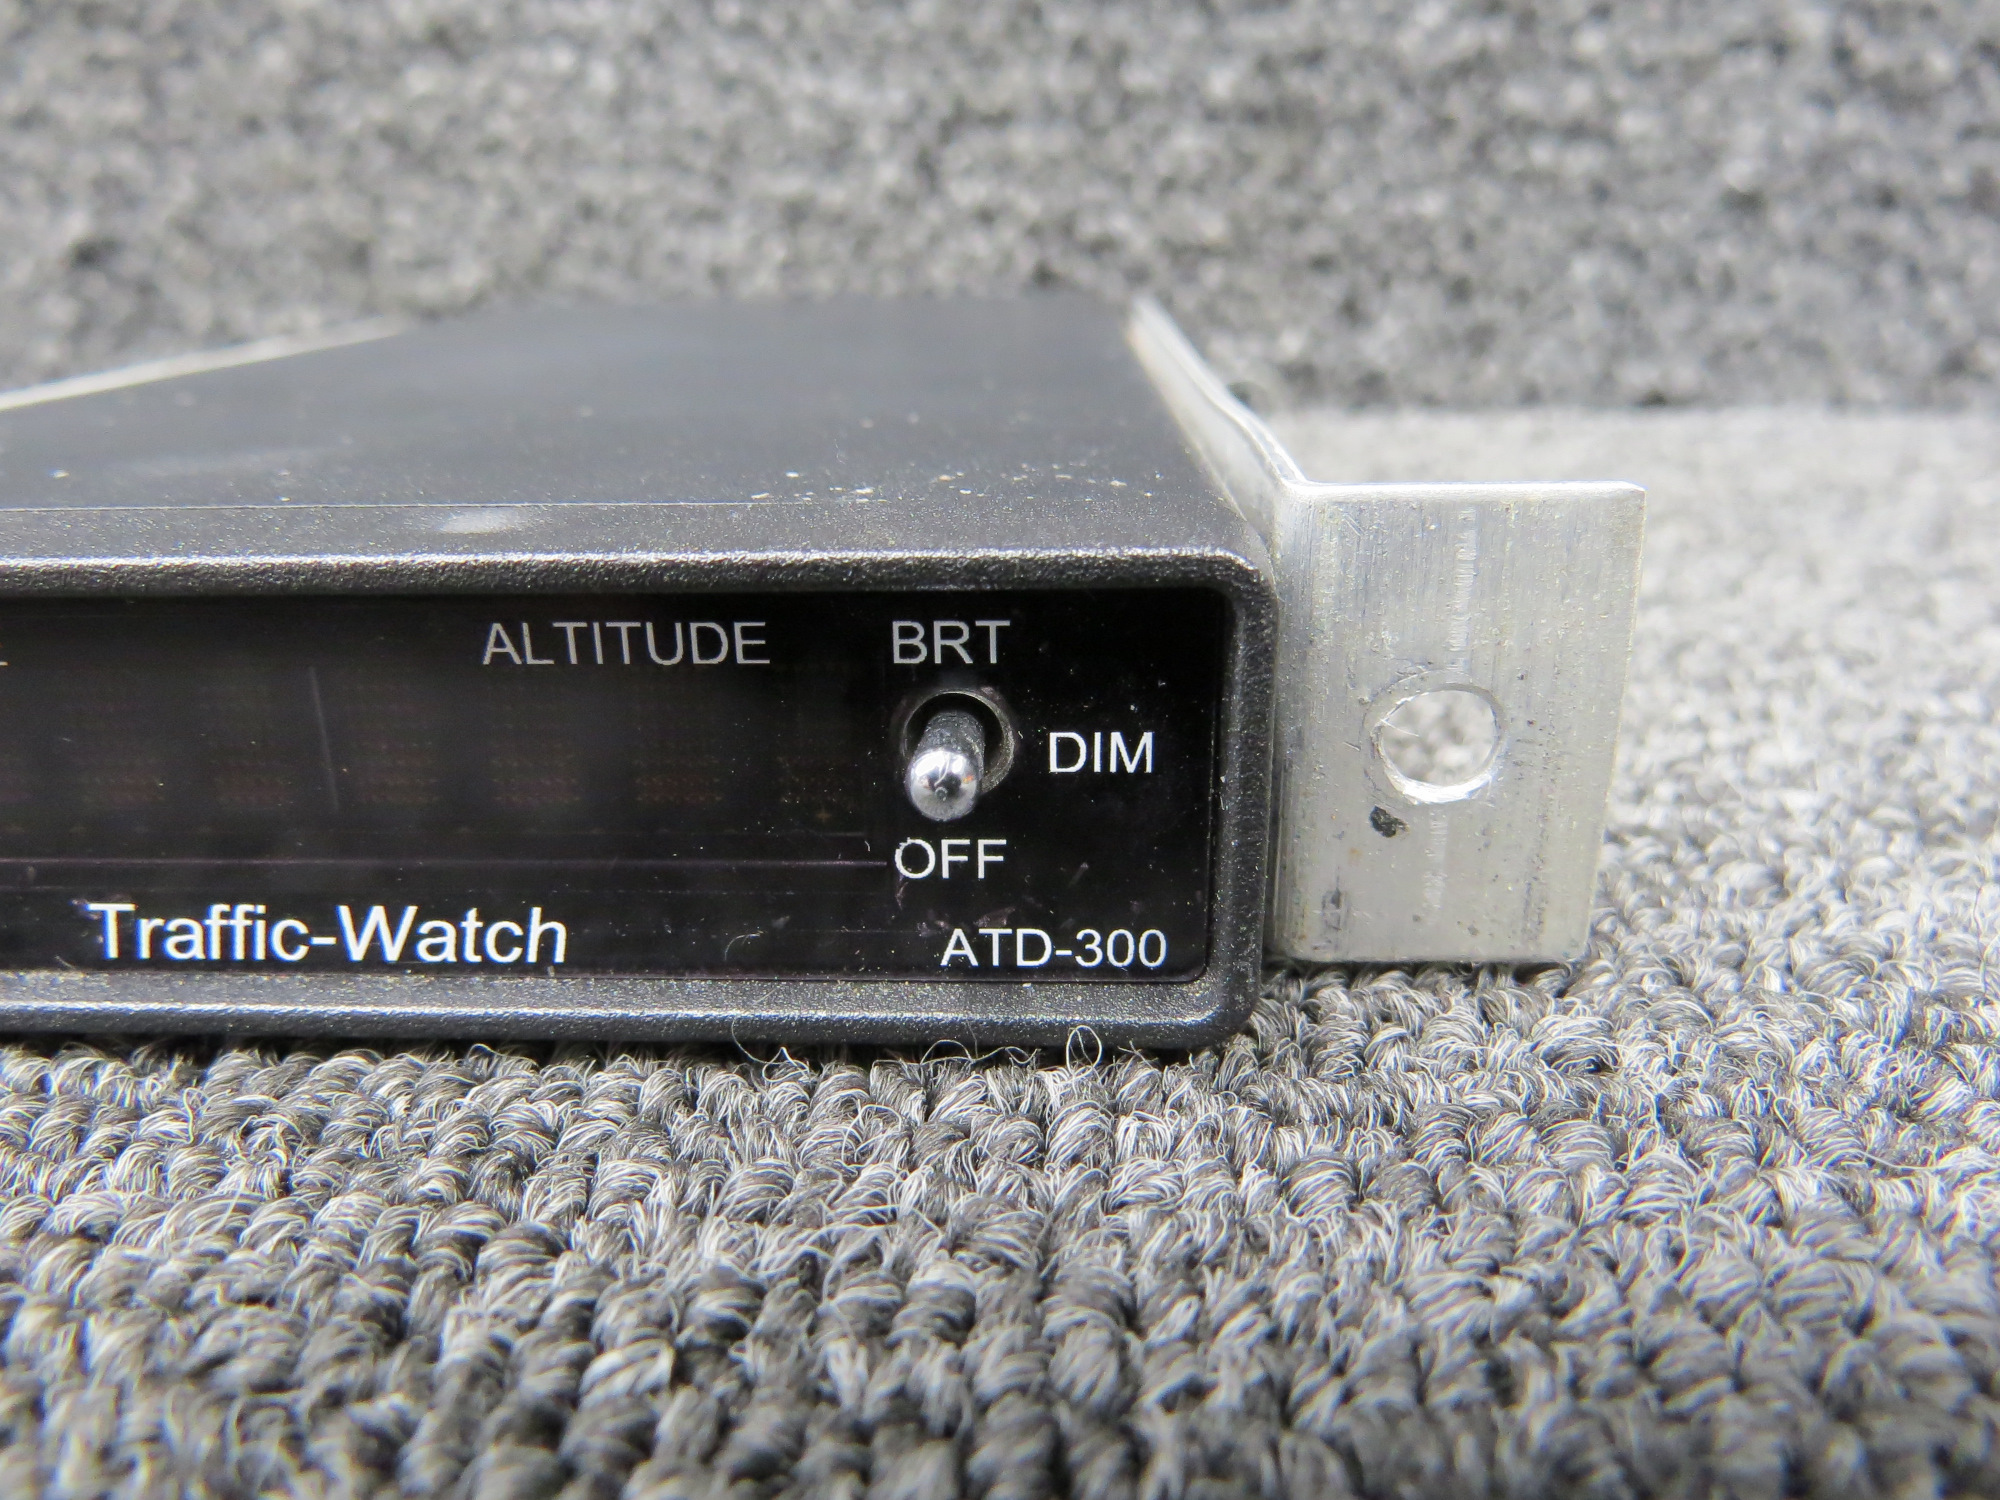 ALTITUDE
BRT
DIM
OFF
Traffic-Watch
ATD-300